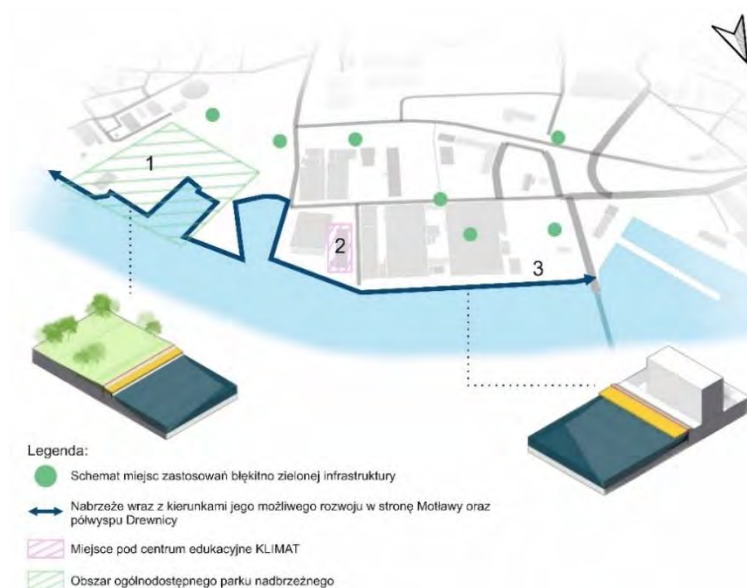 1
2
3
Legenda:
Schemat miejsc zastosowań błękitno zielonej infrastruktury
Nabrzeże wraz z kierunkami jego możliwego rozwoju w stronę Motławy oraz
półwyspu Drewnicy
Miejsce pod centrum edukacyjne KLIMAT
Obszar ogólnodostępnego parku nadbrzeżnego